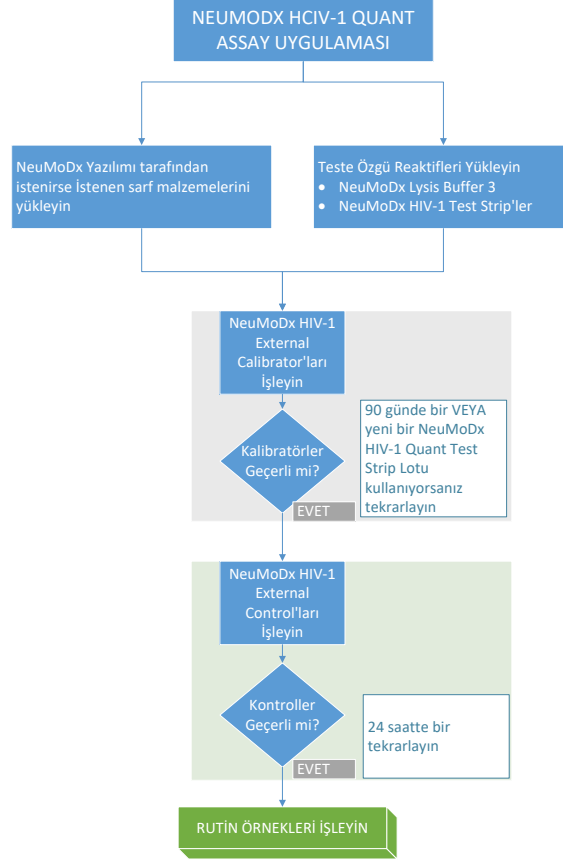 NEUMODX HCIV-1 QUANT
ASSAY UYGULAMASI
NeuMoDx Yazılımı tarafından
istenirse İstenen sarf malzemelerini
yükleyin
Teste Özgü Reaktifleri Yükleyin
• NeuMoDx Lysis Buffer 3
• NeuMoDx HIV-1 Test Strip'ler
NeuMoDx HIV-1
External
Calibrator'ları
İşleyin
Kalibratörler
Geçerli mi?
90 günde bir VEYA
yeni bir NeuMoDx
HIV-1 Quant Test
Strip Lotu
kullanıyorsanız
tekrarlayın
EVET
NeuMoDx HIV-1
External
Control'ları
İşleyin
Kontroller
Geçerli mi?
24 saatte bir
tekrarlayın
EVET
RUTİN ÖRNEKLERİ İŞLEYİN